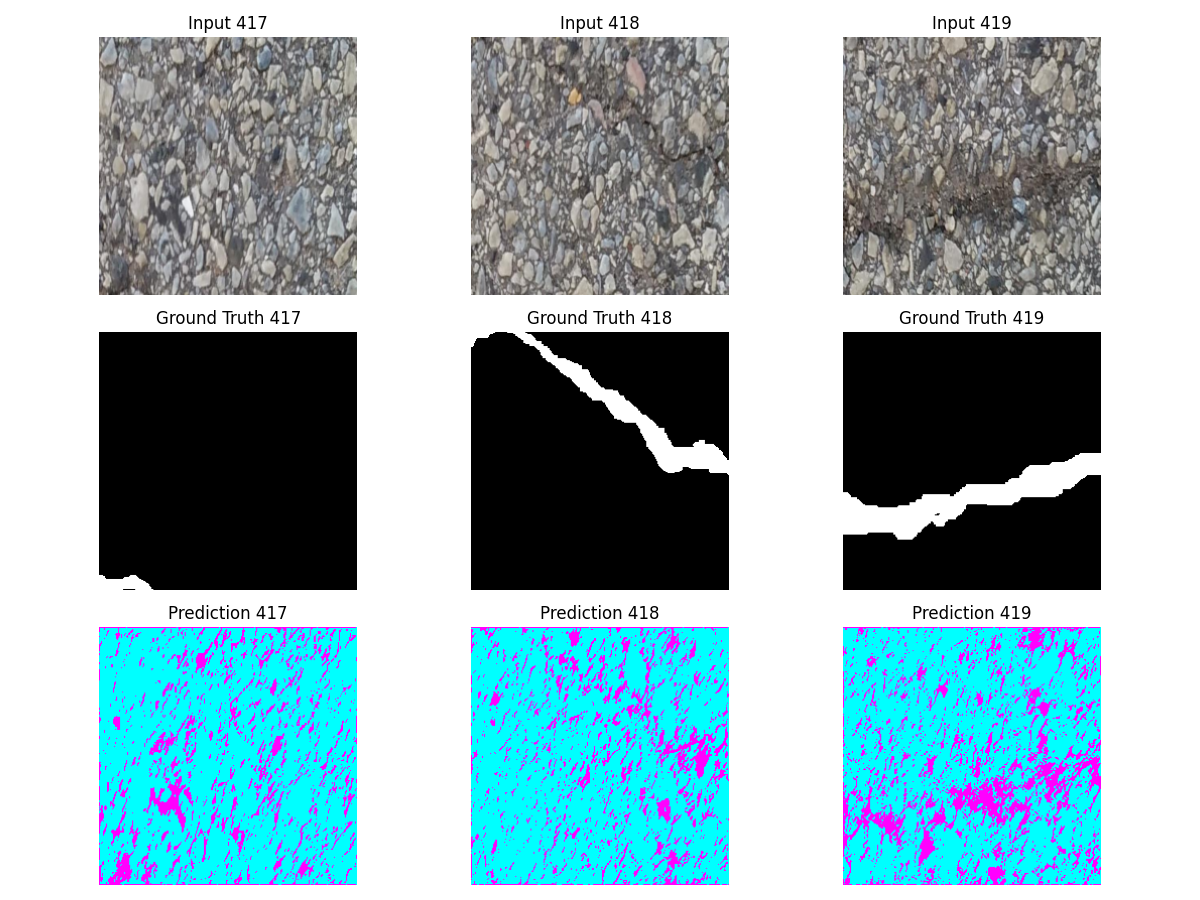 Input 417
Input 418
Input 419
Ground Truth 417
Ground Truth 418
Ground Truth 419
Prediction 417
Prediction 418
Prediction 419